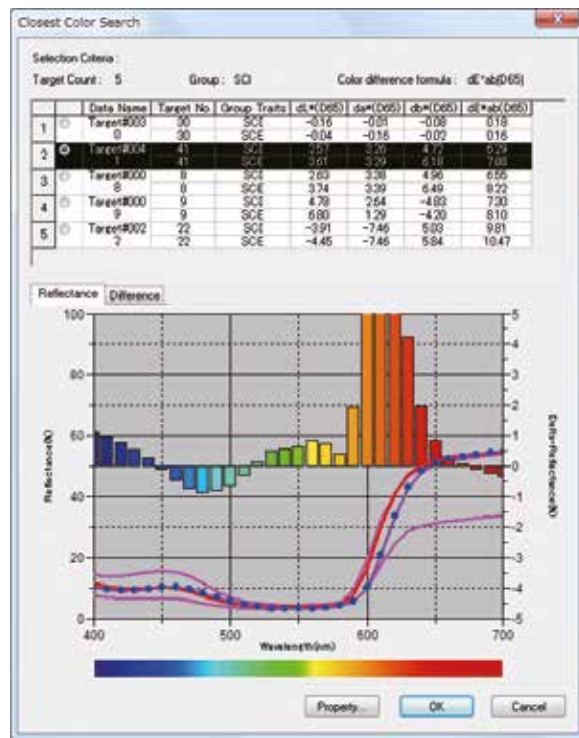 Closest Color Search
Selection Criteria :
Target Count : 5 Group : SCI Color difference formula : dE*ab(D65)
Data Name Target No. Group Traits dL*(D65) da*(D65) db*(D65) dE*ab(D65)
1 Target#003 30 SCI -0.16 -0.01 -0.08 0.18
0 SCE -0.04 -0.16 -0.02 0.16
2 Target#004 41 SCI 2.57 3.26 4.72 6.29
1 41 SCE 3.61 3.29 6.18
3 Target#000 8 SCI 2.63 3.38 4.96 6.55
8 8 SCE 3.74 3.39 6.49 8.22
4 Target#000 9 SCI 4.78 2.64 -4.83 7.30
9 9 SCE 6.80 1.29 -4.20 8.10
5 Target#002 22 SCI -3.91 -7.46 5.03 9.81
2 22 SCE -4.45 -7.46 5.84 10.47
Reflectance Difference
100 5
4
80 3
2
1
60 0
40 -1
-2
20 -3
-4
0 -5
400 500 600 700
Reflectance(%)
Delta-Reflectance(%)
Wavelength(nm)
Property... OK Cancel